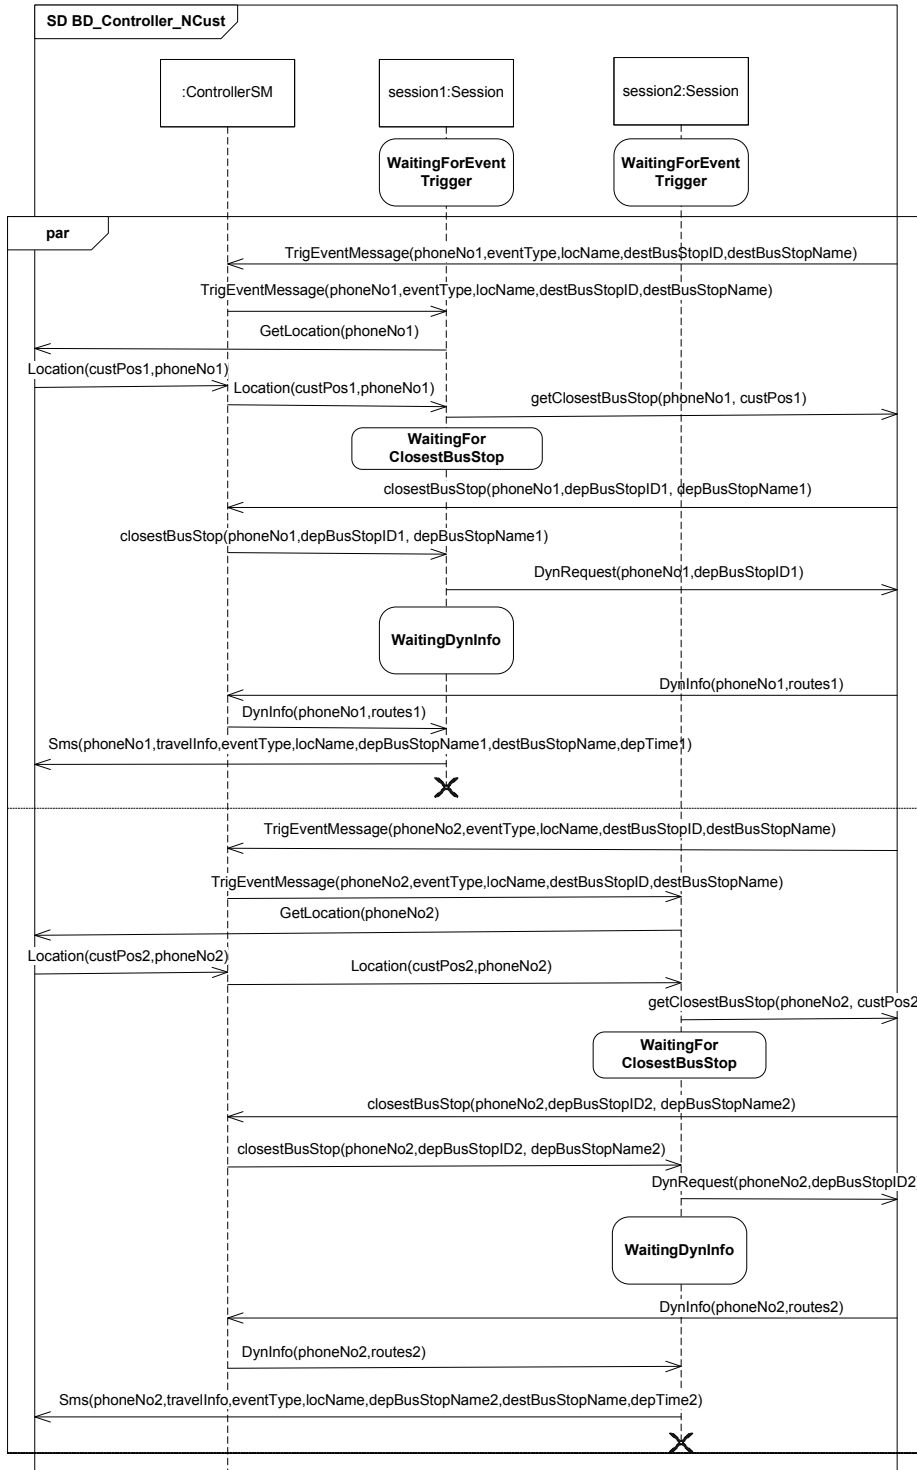 SD BD_Controller_NCust
:ControllerSM
session1:Session
session2:Session
WaitingForEvent
Trigger
WaitingForEvent
Trigger
par
TrigEventMessage(phoneNo1,eventType,locName,destBusStopID,destBusStopName)
TrigEventMessage(phoneNo1,eventType,locName,destBusStopID,destBusStopName)
GetLocation(phoneNo1)
Location(custPos1,phoneNo1)
Location(custPos1,phoneNo1)
getClosestBusStop(phoneNo1, custPos1)
WaitingFor
ClosestBusStop
closestBusStop(phoneNo1,depBusStopID1, depBusStopName1)
closestBusStop(phoneNo1,depBusStopID1, depBusStopName1)
DynRequest(phoneNo1,depBusStopID1)
WaitingDynInfo
DynInfo(phoneNo1,routes1)
DynInfo(phoneNo1,routes1)
Sms(phoneNo1,travelInfo,eventType,locName,depBusStopName1,destBusStopName,depTime1)
TrigEventMessage(phoneNo2,eventType,locName,destBusStopID,destBusStopName)
TrigEventMessage(phoneNo2,eventType,locName,destBusStopID,destBusStopName)
GetLocation(phoneNo2)
Location(custPos2,phoneNo2)
Location(custPos2,phoneNo2)
getClosestBusStop(phoneNo2, custPos2
WaitingFor
ClosestBusStop
closestBusStop(phoneNo2,depBusStopID2, depBusStopName2)
closestBusStop(phoneNo2,depBusStopID2, depBusStopName2)
DynRequest(phoneNo2,depBusStopID2)
WaitingDynInfo
DynInfo(phoneNo2,routes2)
DynInfo(phoneNo2,routes2)
Sms(phoneNo2,travelInfo,eventType,locName,depBusStopName2,destBusStopName,depTime2)